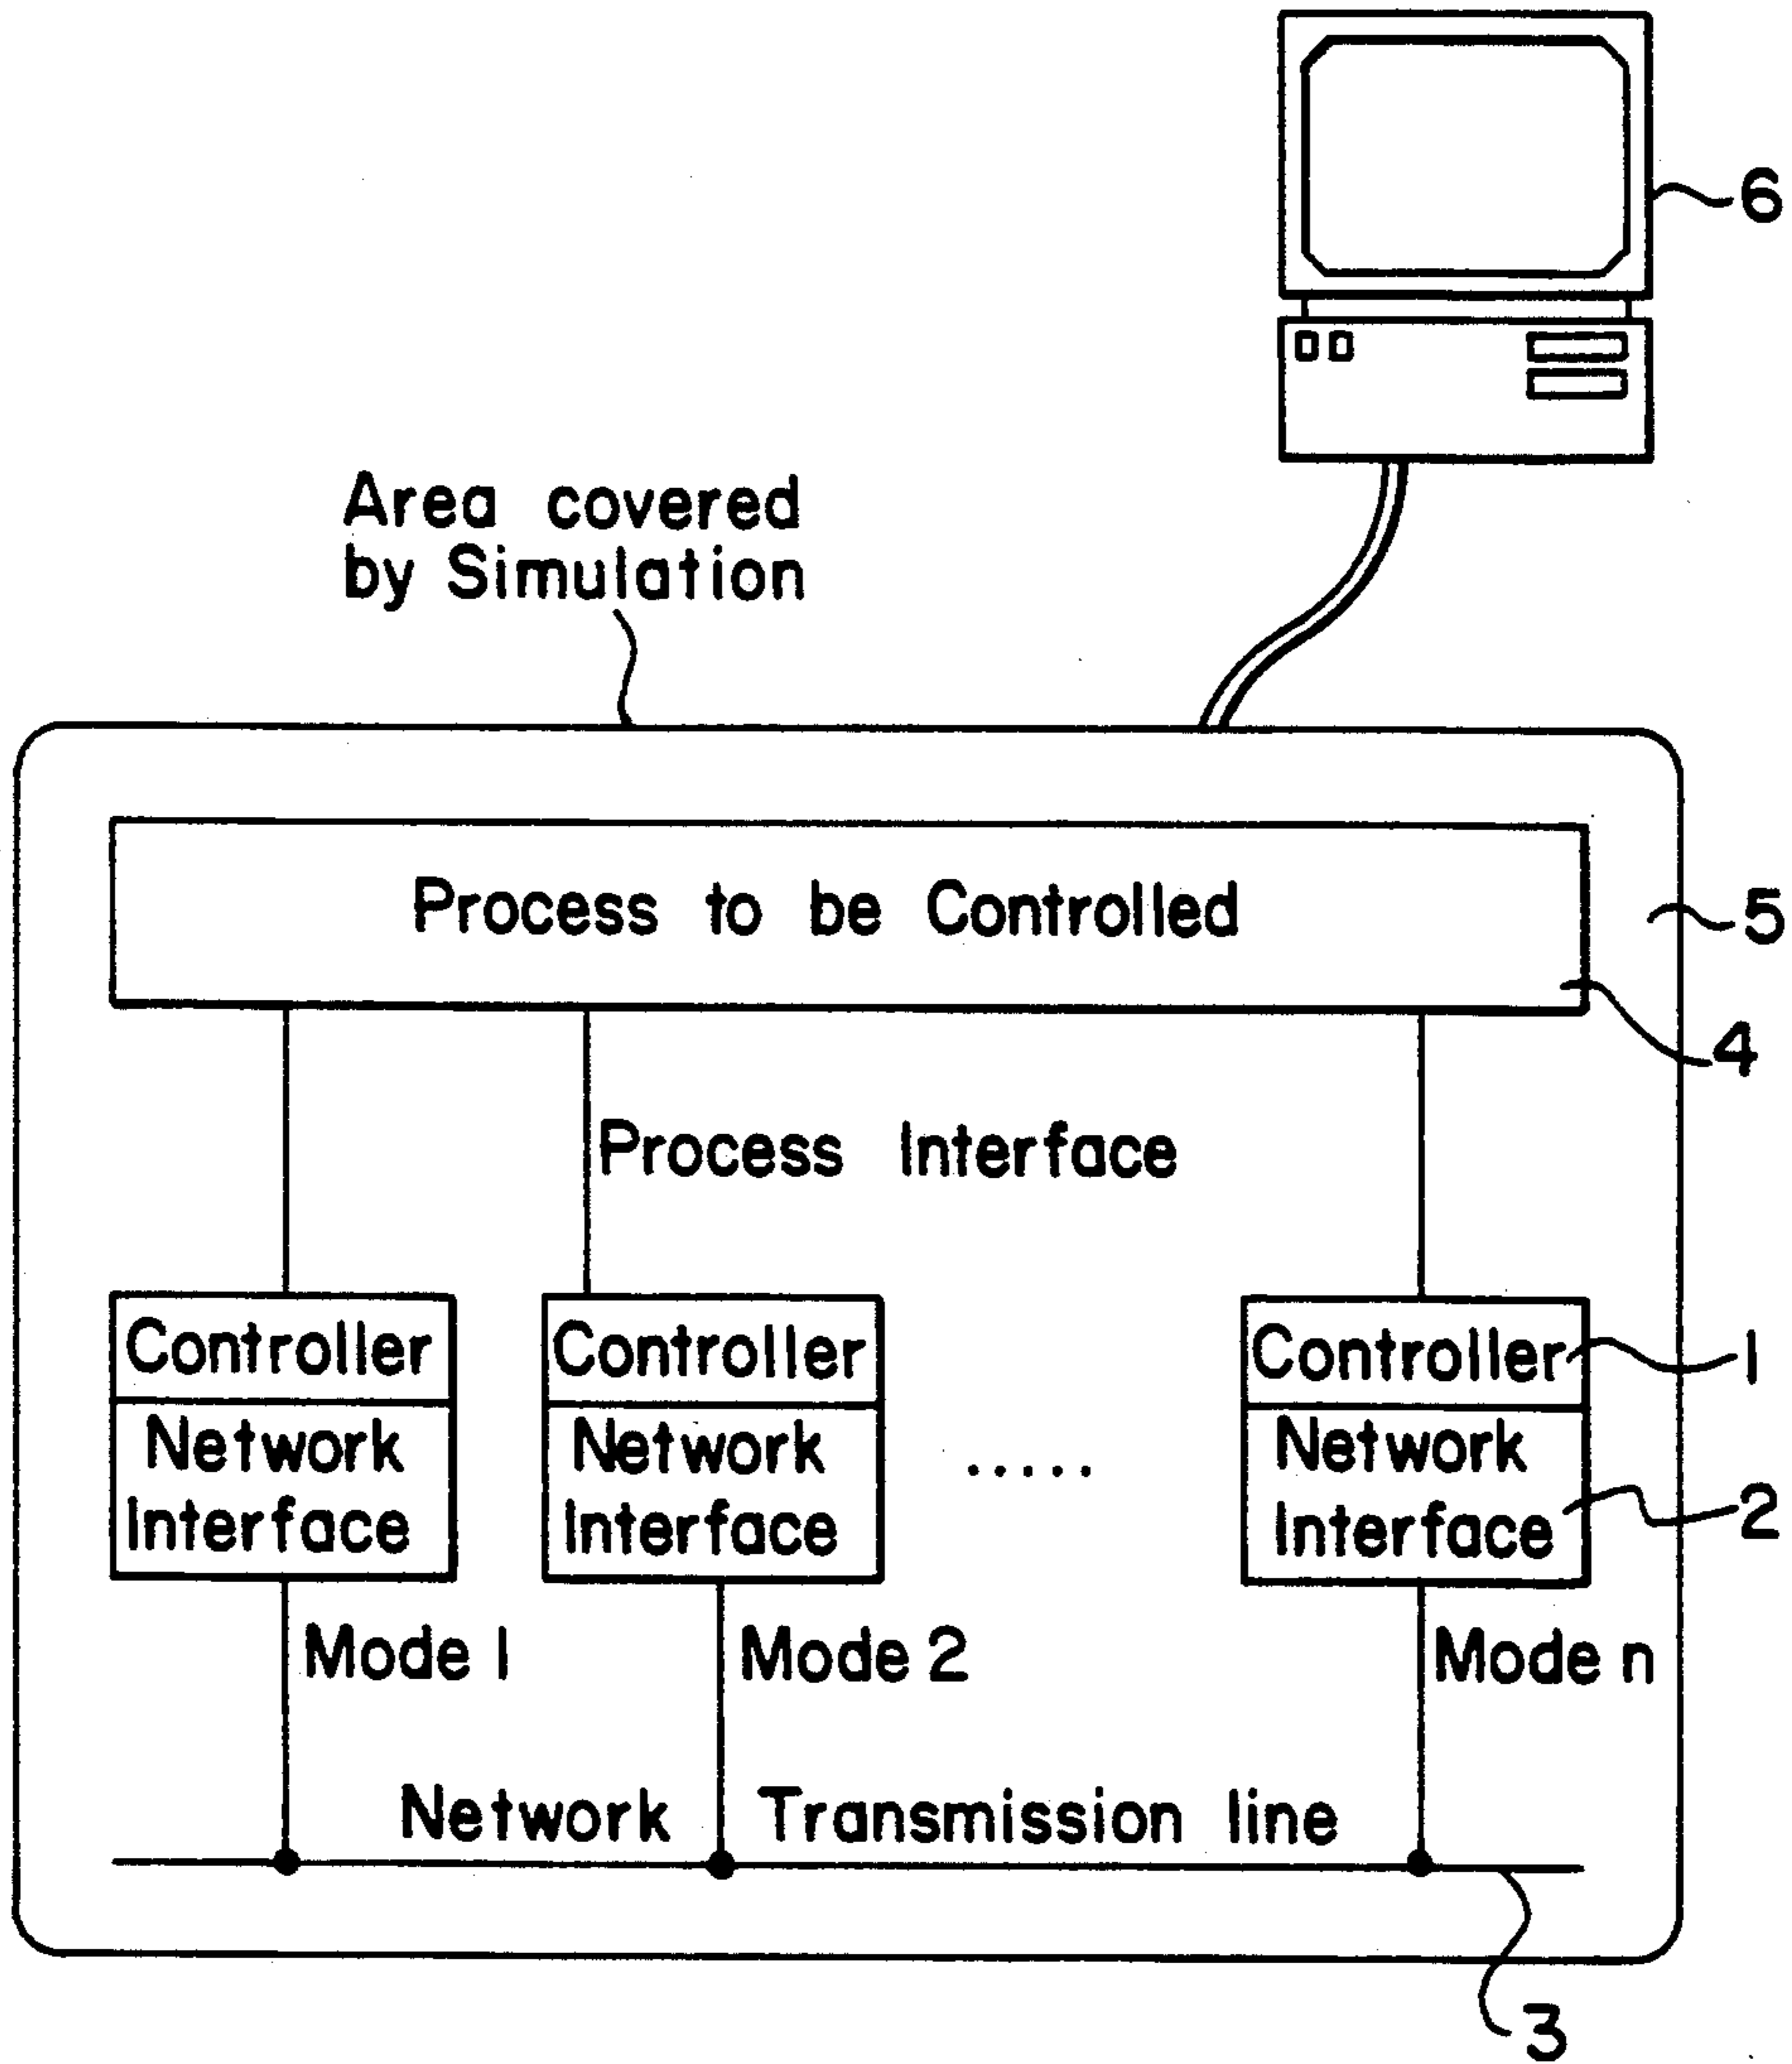 6
Area covered
by Simulation
Process to be Controlled
5
4
Process Interface
Controller
Network
Interface
Controller
Network
Interface
.....
Controller
Network
Interface
1
2
Mode 1
Mode 2
Mode n
Network Transmission line
3